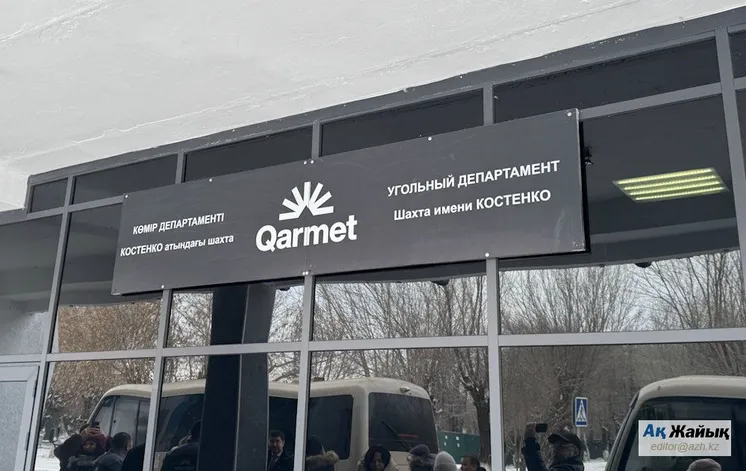 КӨМІР ДЕПАРТАМЕНТІ
КОСТЕНКО атындағы шахта
Qarmet
УГОЛЬНЫЙ ДЕПАРТАМЕНТ
Шахта имени КОСТЕНКО
Ақ Жайық
editor@azh.kz